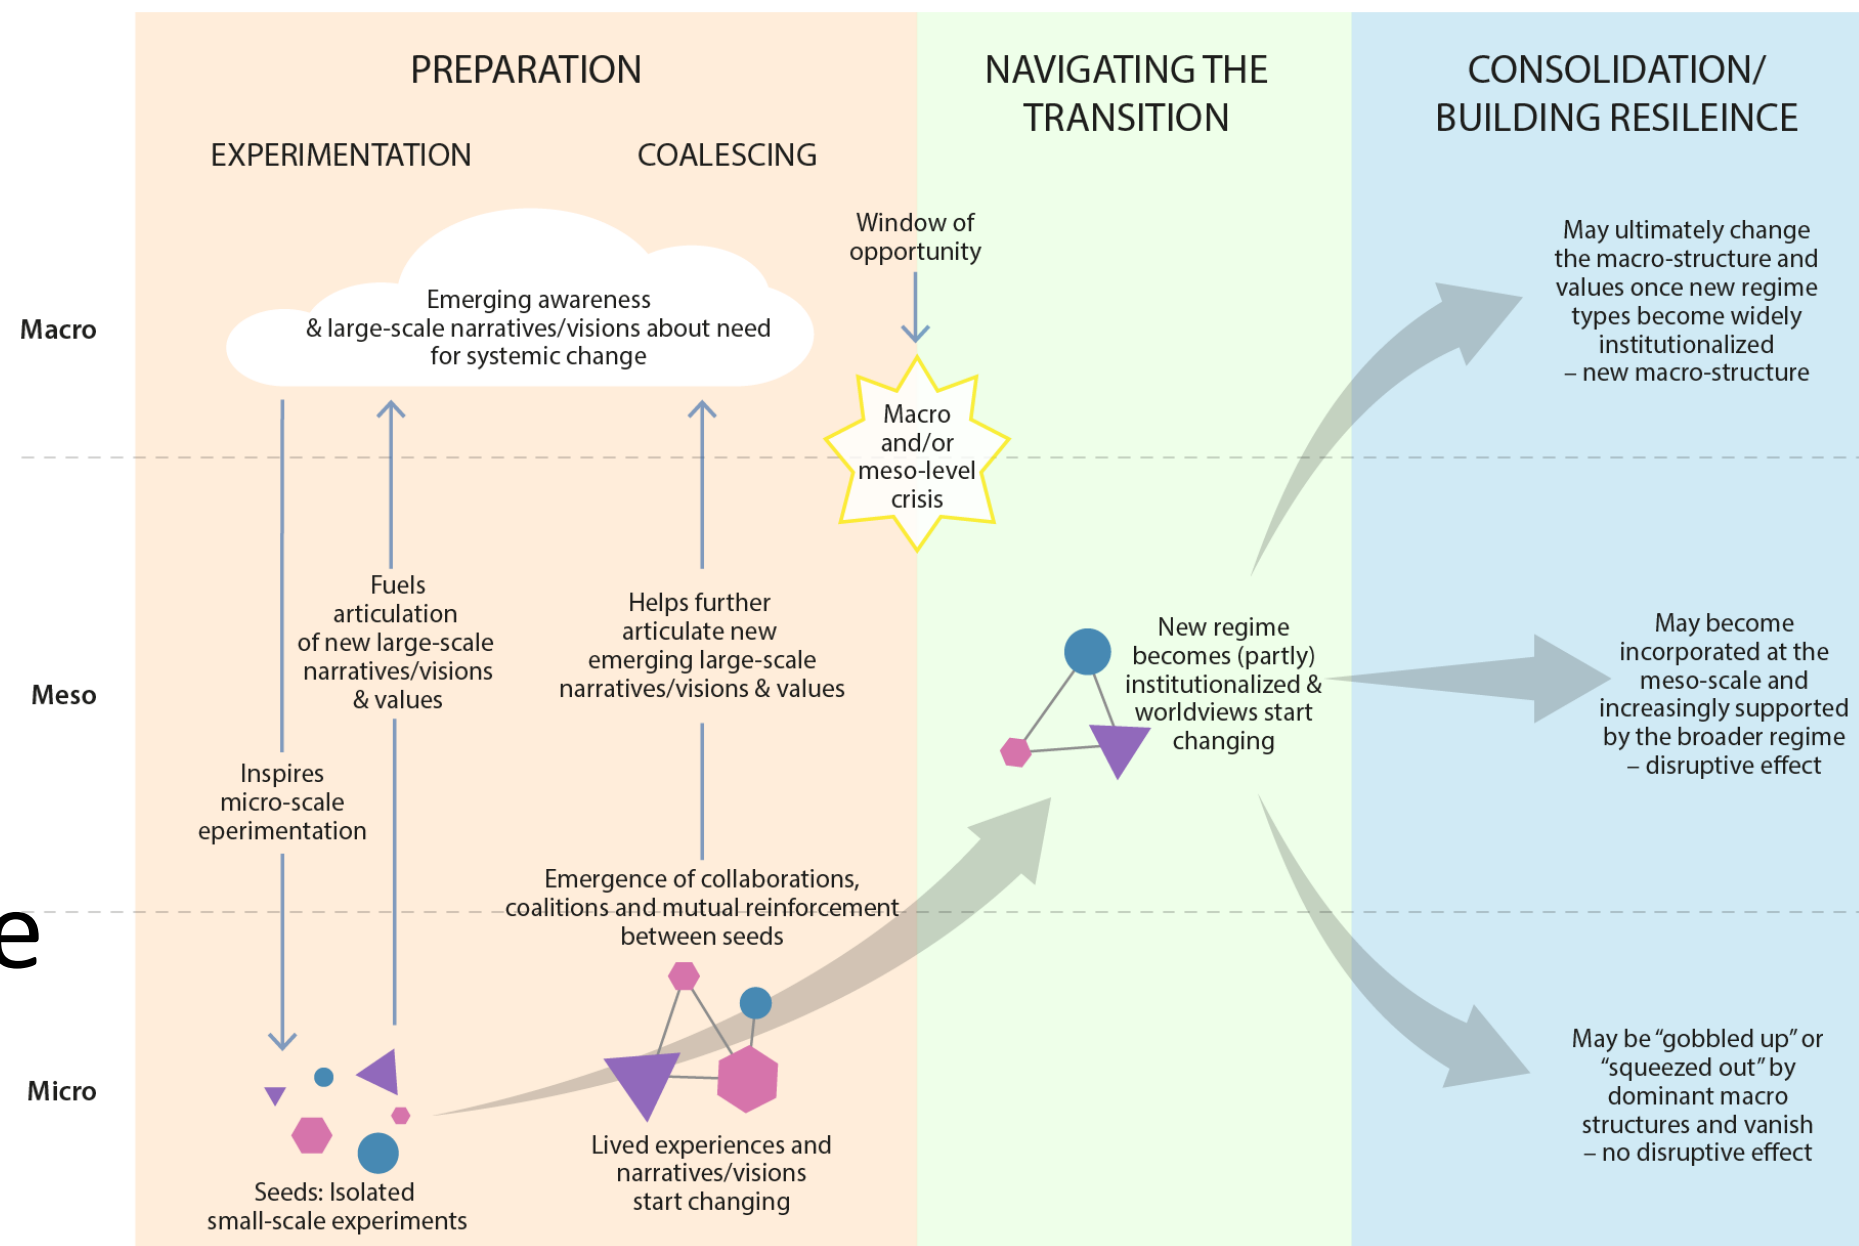 PREPARATION
EXPERIMENTATION
COALESCING
NAVIGATING THE
TRANSITION
CONSOLIDATION/
BUILDING RESILEINCE
Macro
Emerging awareness
& large-scale narratives/visions about need
for systemic change
Window of
opportunity
Macro
and/or
meso-level
crisis
May ultimately change
the macro-structure and
values once new regime
types become widely
institutionalized
– new macro-structure
Meso
Fuels
articulation
of new large-scale
narratives/visions
& values
Inspires
micro-scale
eperimentation
Helps further
articulate new
emerging large-scale
narratives/visions & values
New regime
becomes (partly)
institutionalized &
worldviews start
changing
May become
incorporated at the
meso-scale and
increasingly supported
by the broader regime
– disruptive effect
Emergence of collaborations,
coalitions and mutual reinforcement
between seeds
e
Micro
Seeds: Isolated
small-scale experiments
Lived experiences and
narratives/visions
start changing
May be “gobbled up” or
“squeezed out” by
dominant macro
structures and vanish
– no disruptive effect